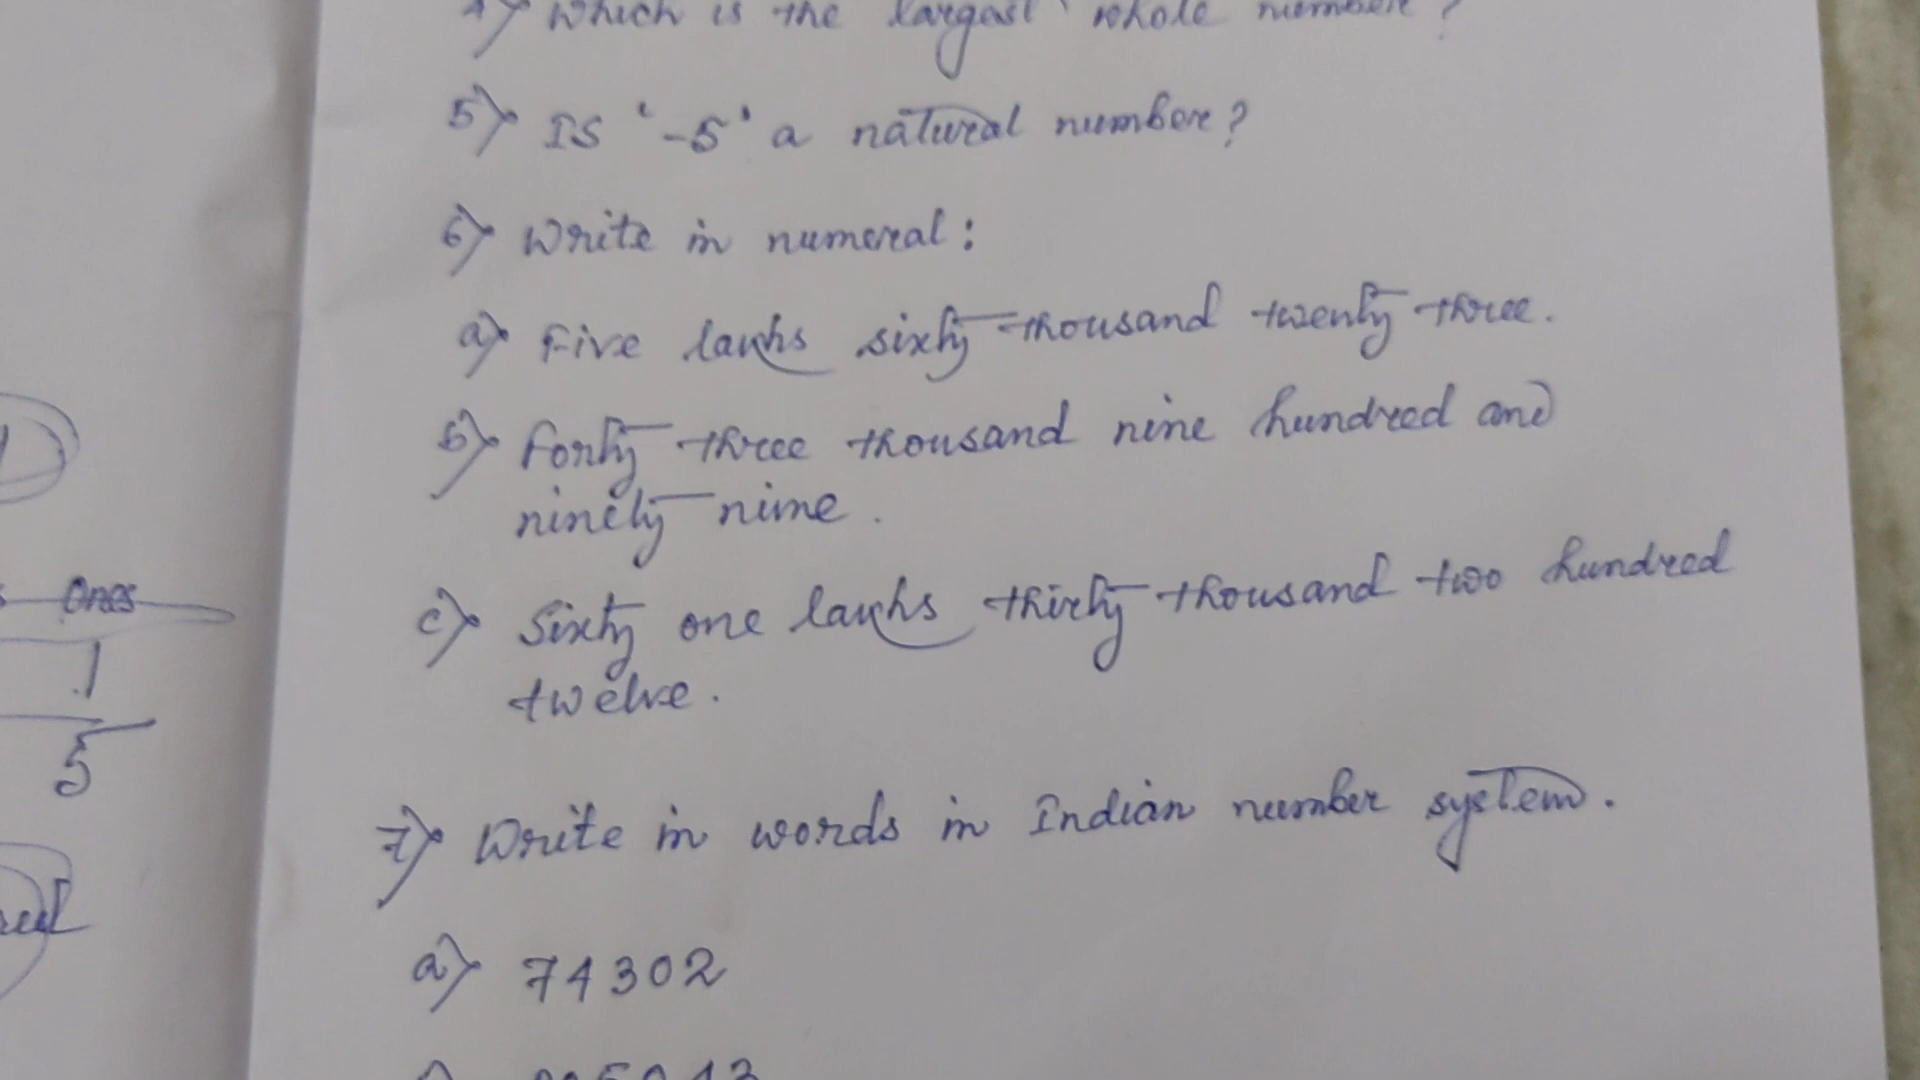 4) Which is the largest whole number?
5) IS '-5' a natural number?
6) Write in numeral:
a) Five lakhs sixty thousand twenty three.
b) Forty three thousand nine hundred and
ninety nine.
c) Sixty one lakhs thirty thousand two hundred
twelve.
7) Write in words in Indian number system.
a) 74302
Ones
1
5